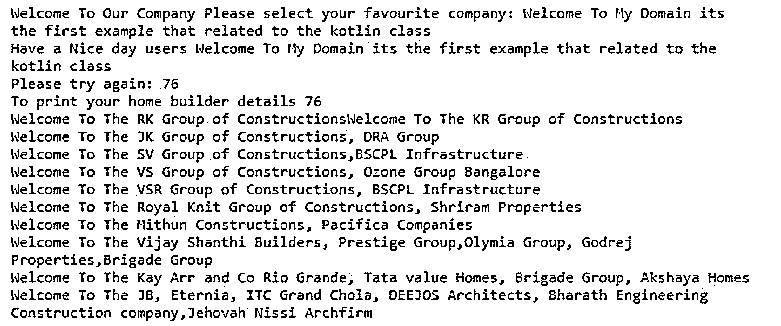 Welcome To Our Company Please select your favourite company: Welcome To My Domain its
the first example that related to the kotlin class
Have a Nice day users Welcome To My Domain its the first example that related to the
kotlin class
Please try again: 76
To print your home builder details 76
Welcome To The RK Group of ConstructionsWelcome To The KR Group of Constructions
Welcome To The JK Group of Constructions, DRA Group
Welcome To The SV Group of Constructions,BSCPL Infrastructure
Welcome To The VS Group of Constructions, Ozone Group Bangalore
Welcome To The VSR Group of Constructions, BSCPL Infrastructure
Welcome To The Royal Knit Group of Constructions, Shriram Properties
Welcome To The Mithun Constructions, Pacifica Companies
Welcome To The Vijay Shanthi Builders, Prestige Group,Olymia Group, Godrej
Properties,Brigade Group
Welcome To The Kay Arr and Co Rio Grande, Tata value Homes, Brigade Group, Akshaya Homes
Welcome To The JB, Eternia, ITC Grand Chola, DEEJOS Architects, Bharath Engineering
Construction company,Jehovah Nissi Archfirm